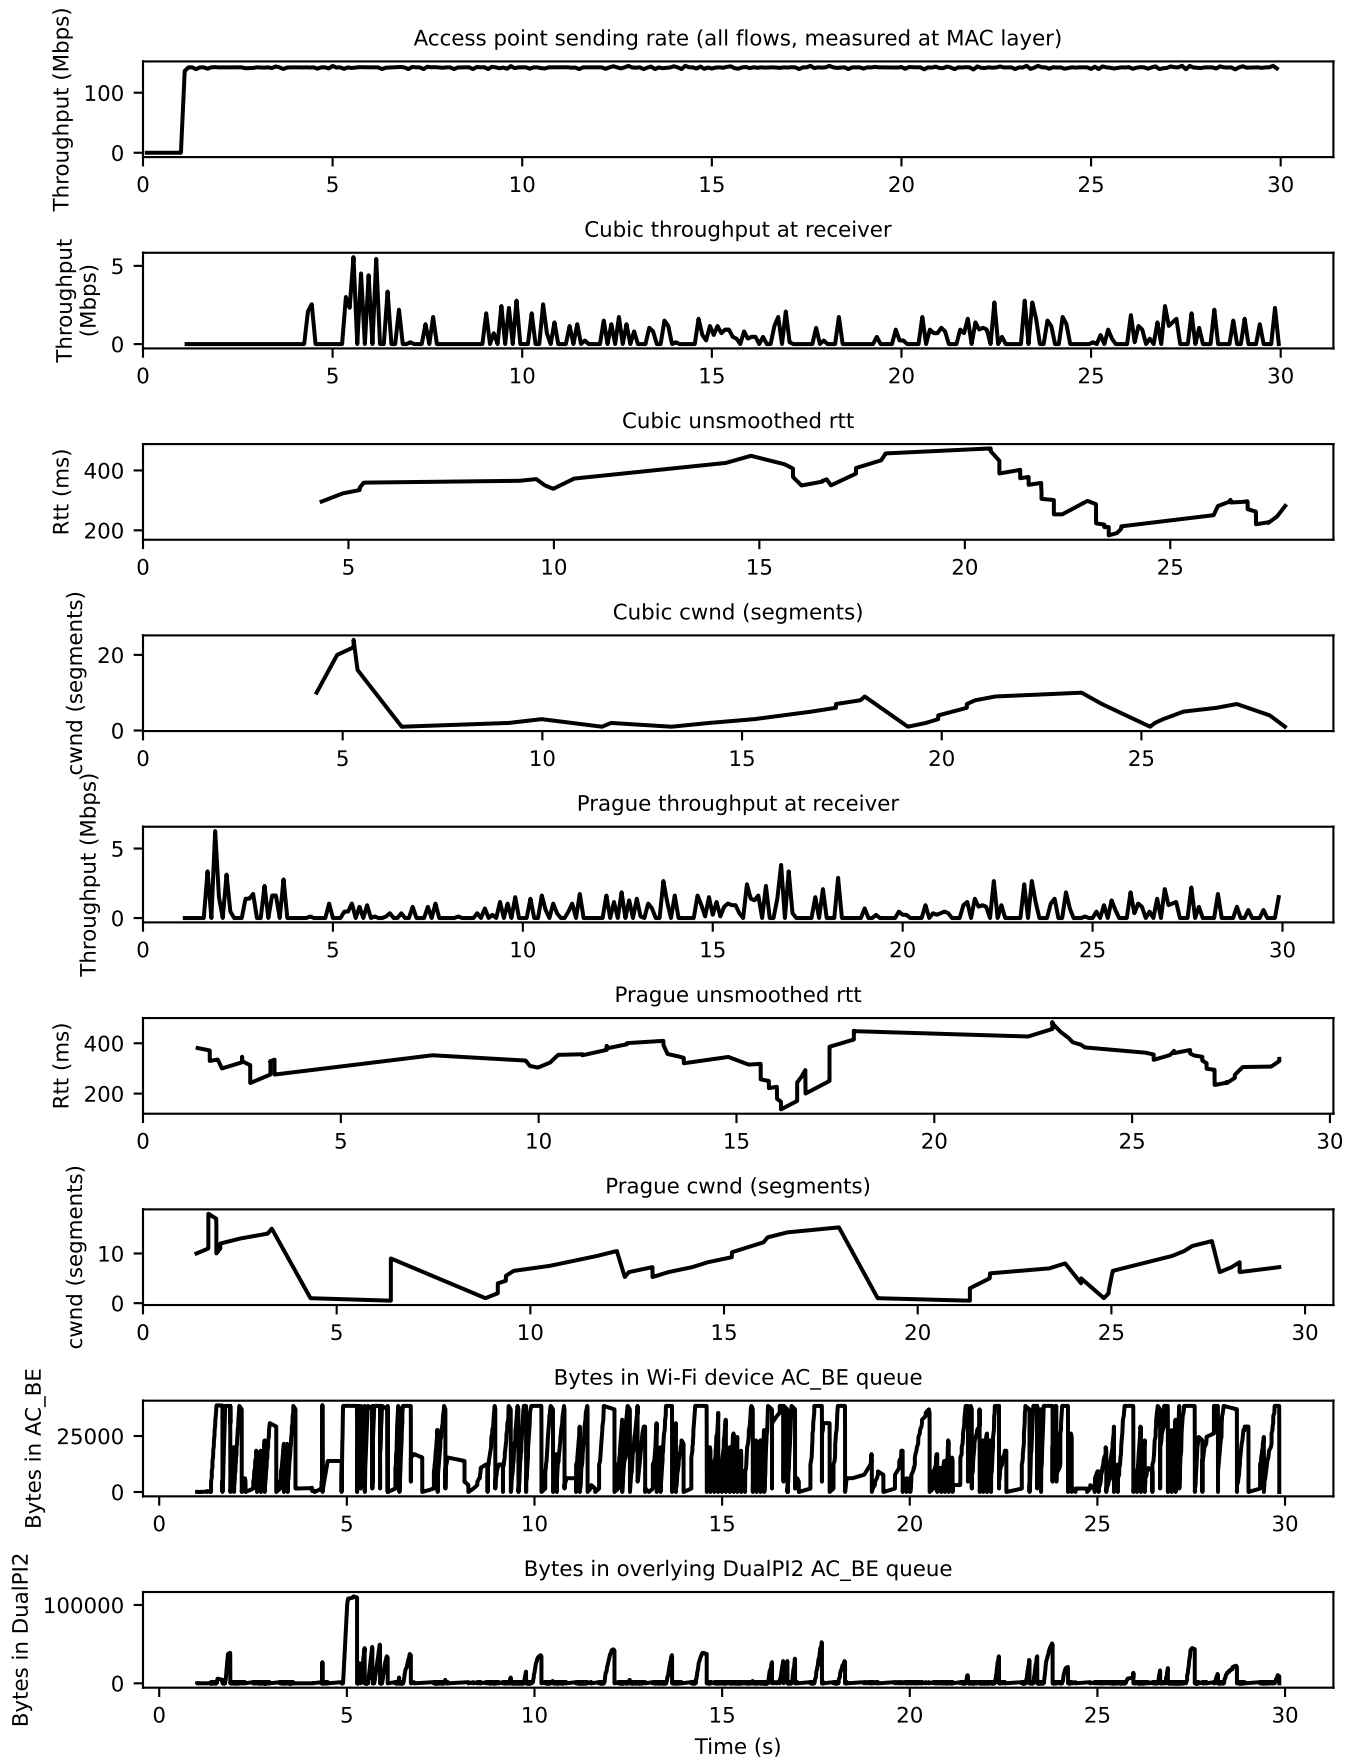 Access point sending rate (all flows, measured at MAC layer)
Throughput (Mbps)
100
0
0 5 10 15 20 25 30
Cubic throughput at receiver
Throughput
(Mbps)
5
0
0 5 10 15 20 25 30
Cubic unsmoothed rtt
Rtt (ms)
400
200
0 5 10 15 20 25
Cubic cwnd (segments)
cwnd (segments)
20
0
0 5 10 15 20 25
Prague throughput at receiver
Throughput (Mbps)
5
0
0 5 10 15 20 25 30
Prague unsmoothed rtt
Rtt (ms)
400
200
0 5 10 15 20 25 30
Prague cwnd (segments)
cwnd (segments)
10
0
0 5 10 15 20 25 30
Bytes in Wi-Fi device AC_BE queue
Bytes in AC_BE
25000
0
0 5 10 15 20 25 30
Bytes in overlying DualPI2 AC_BE queue
Bytes in DualPI2
100000
0
0 5 10 15 20 25 30
Time (s)